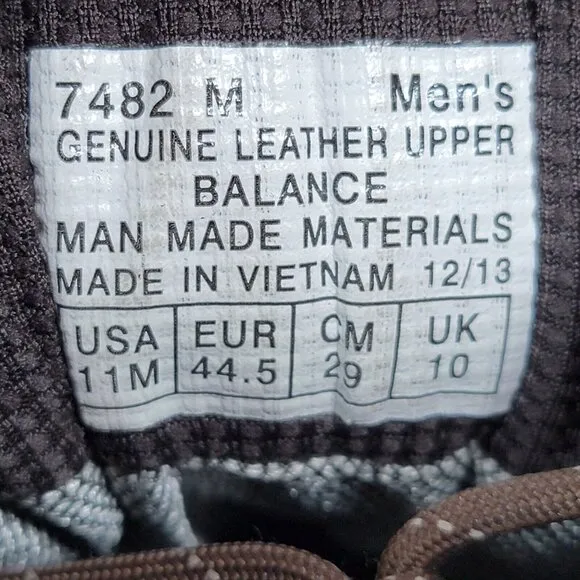 7482 M Men's
GENUINE LEATHER UPPER
BALANCE
MAN MADE MATERIALS
MADE IN VIETNAM 12/13
USA EUR CM UK
11M 44.5 29 10